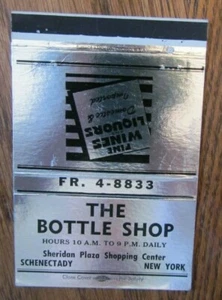 FINE
WINES
LIQUORS
Domestic &
Imported
FR. 4-8833
THE
BOTTLE SHOP
HOURS 10 A.M. TO 9 P.M. DAILY
Sheridan Plaza Shopping Center
SCHENECTADY NEW YORK